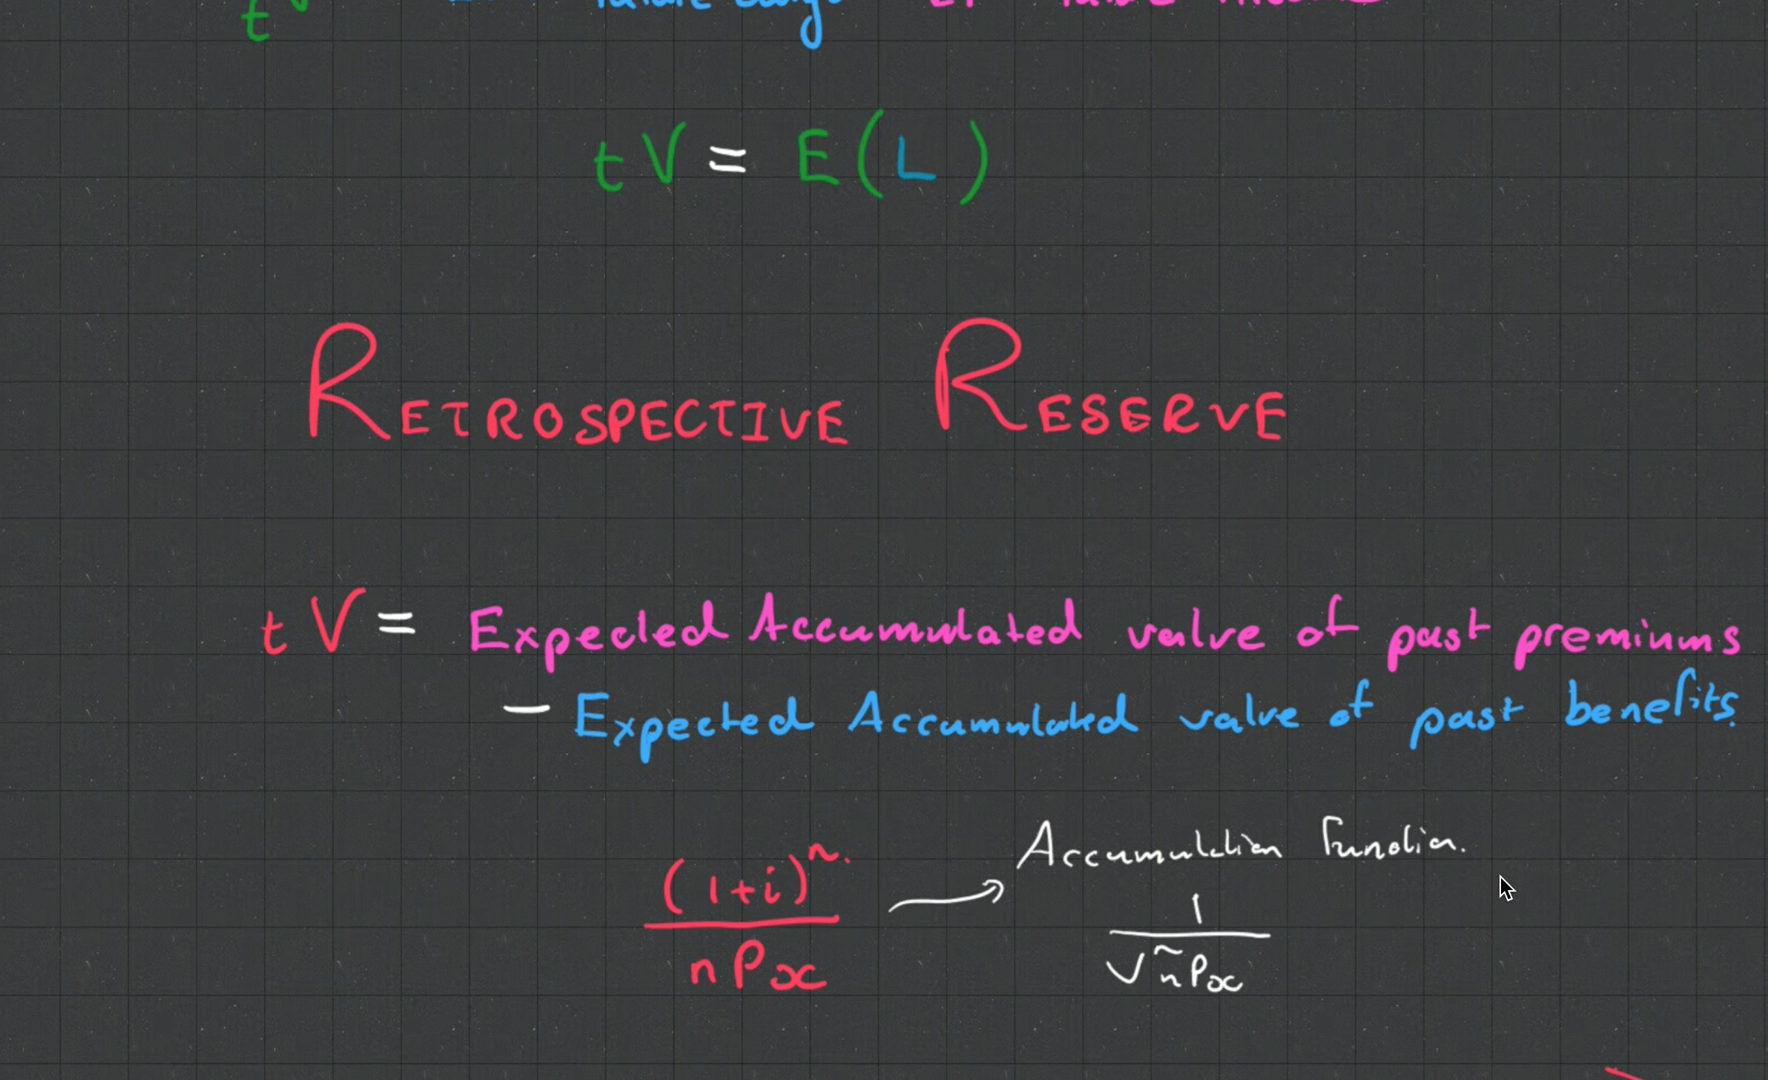 tV
tV = E(L)
RETROSPECTIVE RESERVE
tV = Expected Accumulated value of past premiums
— Expected Accumulated value of past benefits.
(1+i)^n. Accumulation Function.
nPx
1
V^n nPx